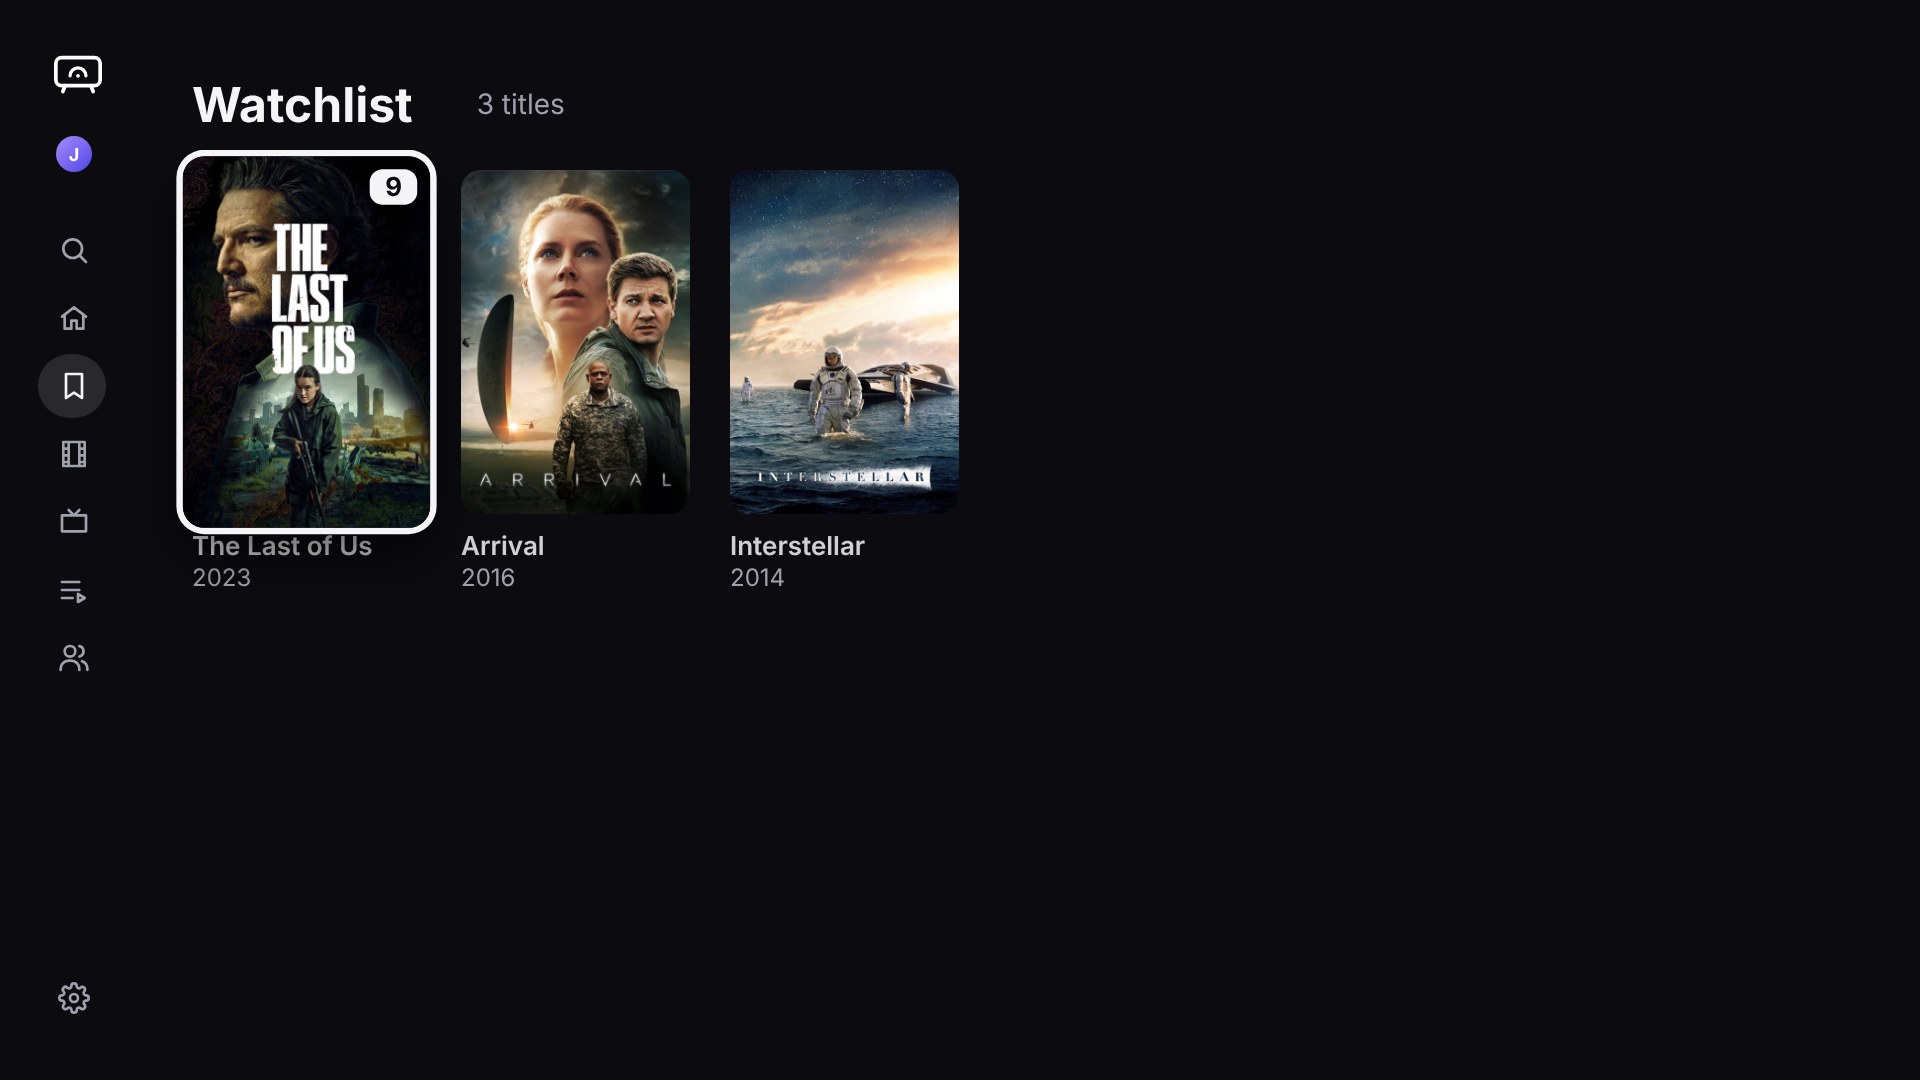 J
Watchlist
3 titles
9
THE
LAST
OF US
ARRIVAL
INTERSTELLAR
The Last of Us
2023
Arrival
2016
Interstellar
2014